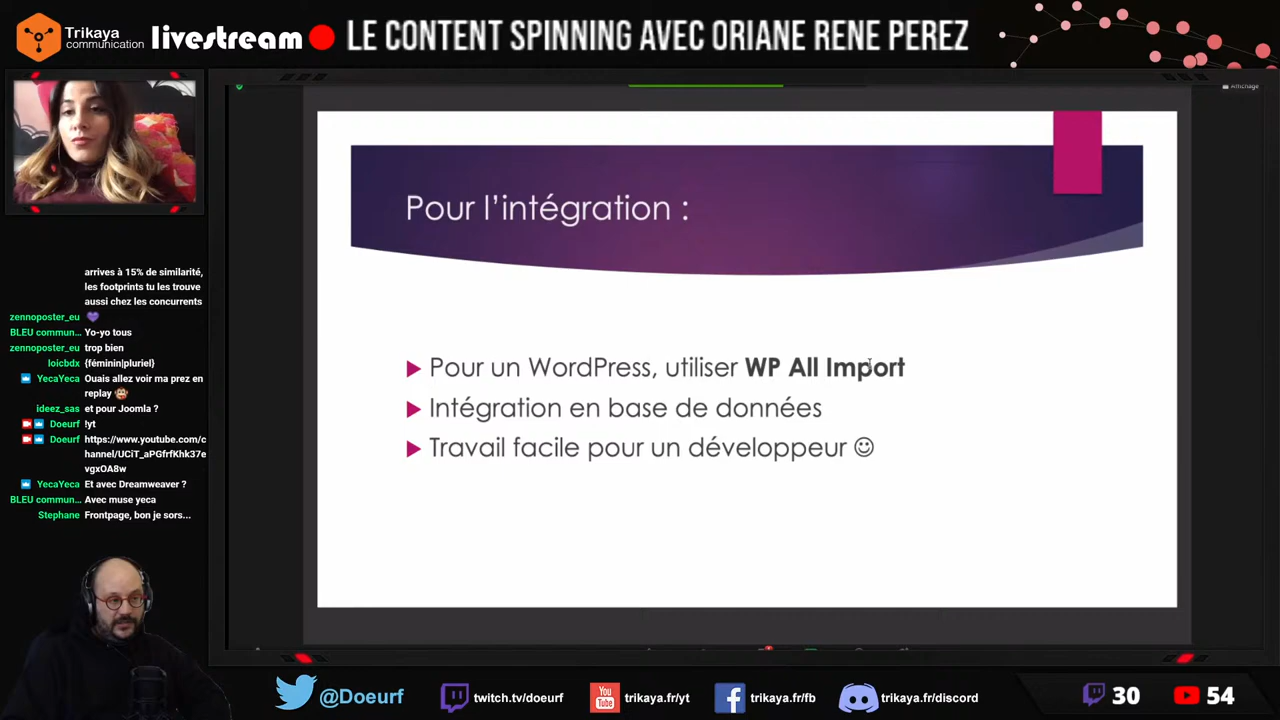 Trikaya
communication
livestream
LE CONTENT SPINNING AVEC ORIANE RENE PEREZ
Affichage
Pour l'intégration :
Pour un WordPress, utiliser WP All Import
Intégration en base de données
Travail facile pour un développeur ☺
arrives à 15% de similarité,
les footprints tu les trouve
aussi chez les concurrents
zennoposter_eu 💜
BLEU commun... Yo-yo tous
zennoposter_eu trop bien
loicbdx {féminin|pluriel}
YecaYeca Ouais allez voir ma prez en
replay 🐵
ideez_sas et pour Joomla ?
Doeurf !yt
Doeurf https://www.youtube.com/c
hannel/UCiT_aPGfrfKhk37e
vgxOA8w
YecaYeca Et avec Dreamweaver ?
BLEU commun... Avec muse yeca
Stephane Frontpage, bon je sors...
@Doeurf
twitch.tv/doeurf
You
Tube
trikaya.fr/yt
trikaya.fr/fb
trikaya.fr/discord
30
54